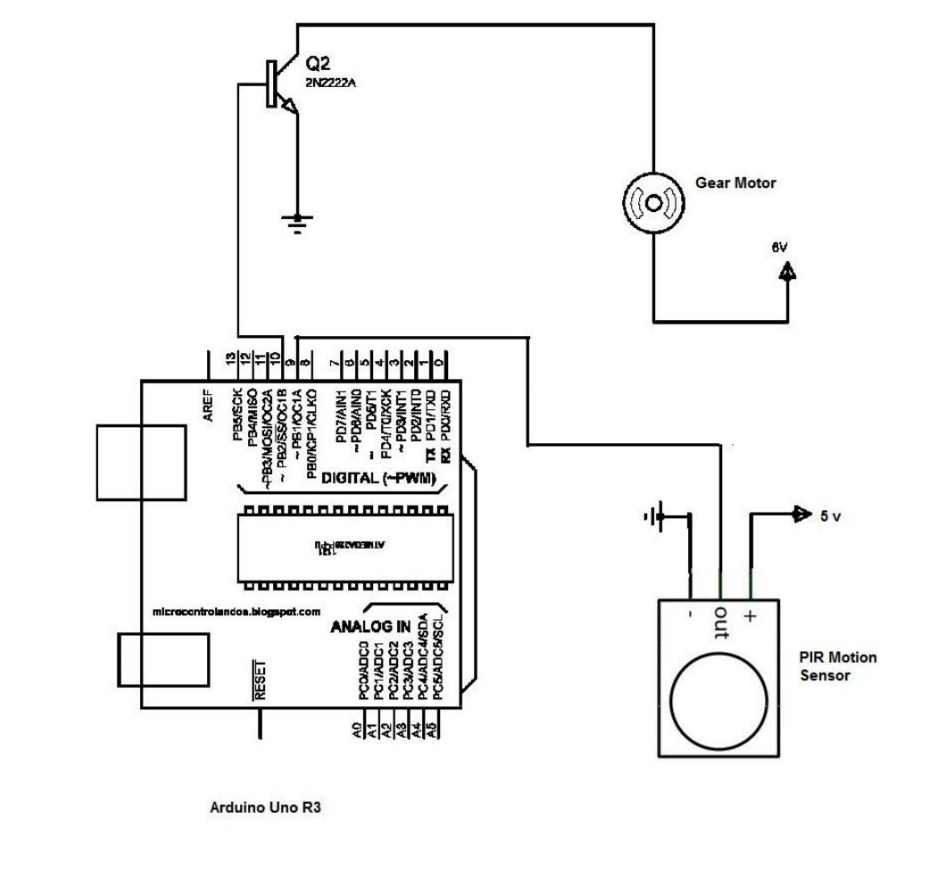 Q2
2N2222A
Gear Motor
6V
13
12
11
10
9
8
7
6
5
4
3
2
1
0
AREF
PB5/SCK
PB4/MISO
~PB3/MOSI/OC2A
~ PB2/SS/OC1B
~ PB1/OC1A
PB0/ICP1/CLKO
PD7/AIN1
~ PD6/AIN0
~ PD5/T1
PD4/T0/XCK
~ PD3/INT1
PD2/INT0
TX PD1/TXD
RX PD0/RXD
DIGITAL (~PWM)
5 v
microcontrolandos.blogspot.com
ANALOG IN
RESET
PC0/ADC0
PC1/ADC1
PC2/ADC2
PC3/ADC3
PC4/ADC4/SDA
PC5/ADC5/SCL
A0
A1
A2
A3
A4
A5
-
out
+
PIR Motion
Sensor
Arduino Uno R3